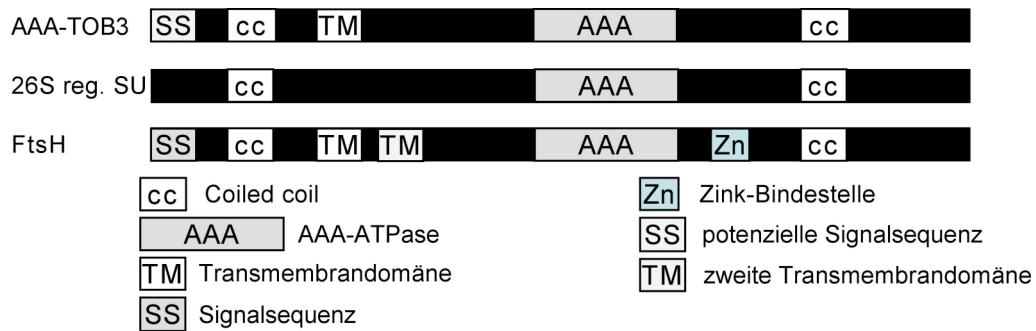 AAA-TOB3 SS cc TM AAA cc
26S reg. SU cc AAA cc
FtsH SS cc TM TM AAA Zn cc
cc Coiled coil Zn Zink-Bindestelle
AAA AAA-ATPase SS potenzielle Signalsequenz
TM Transmembrandomäne TM zweite Transmembrandomäne
SS Signalsequenz